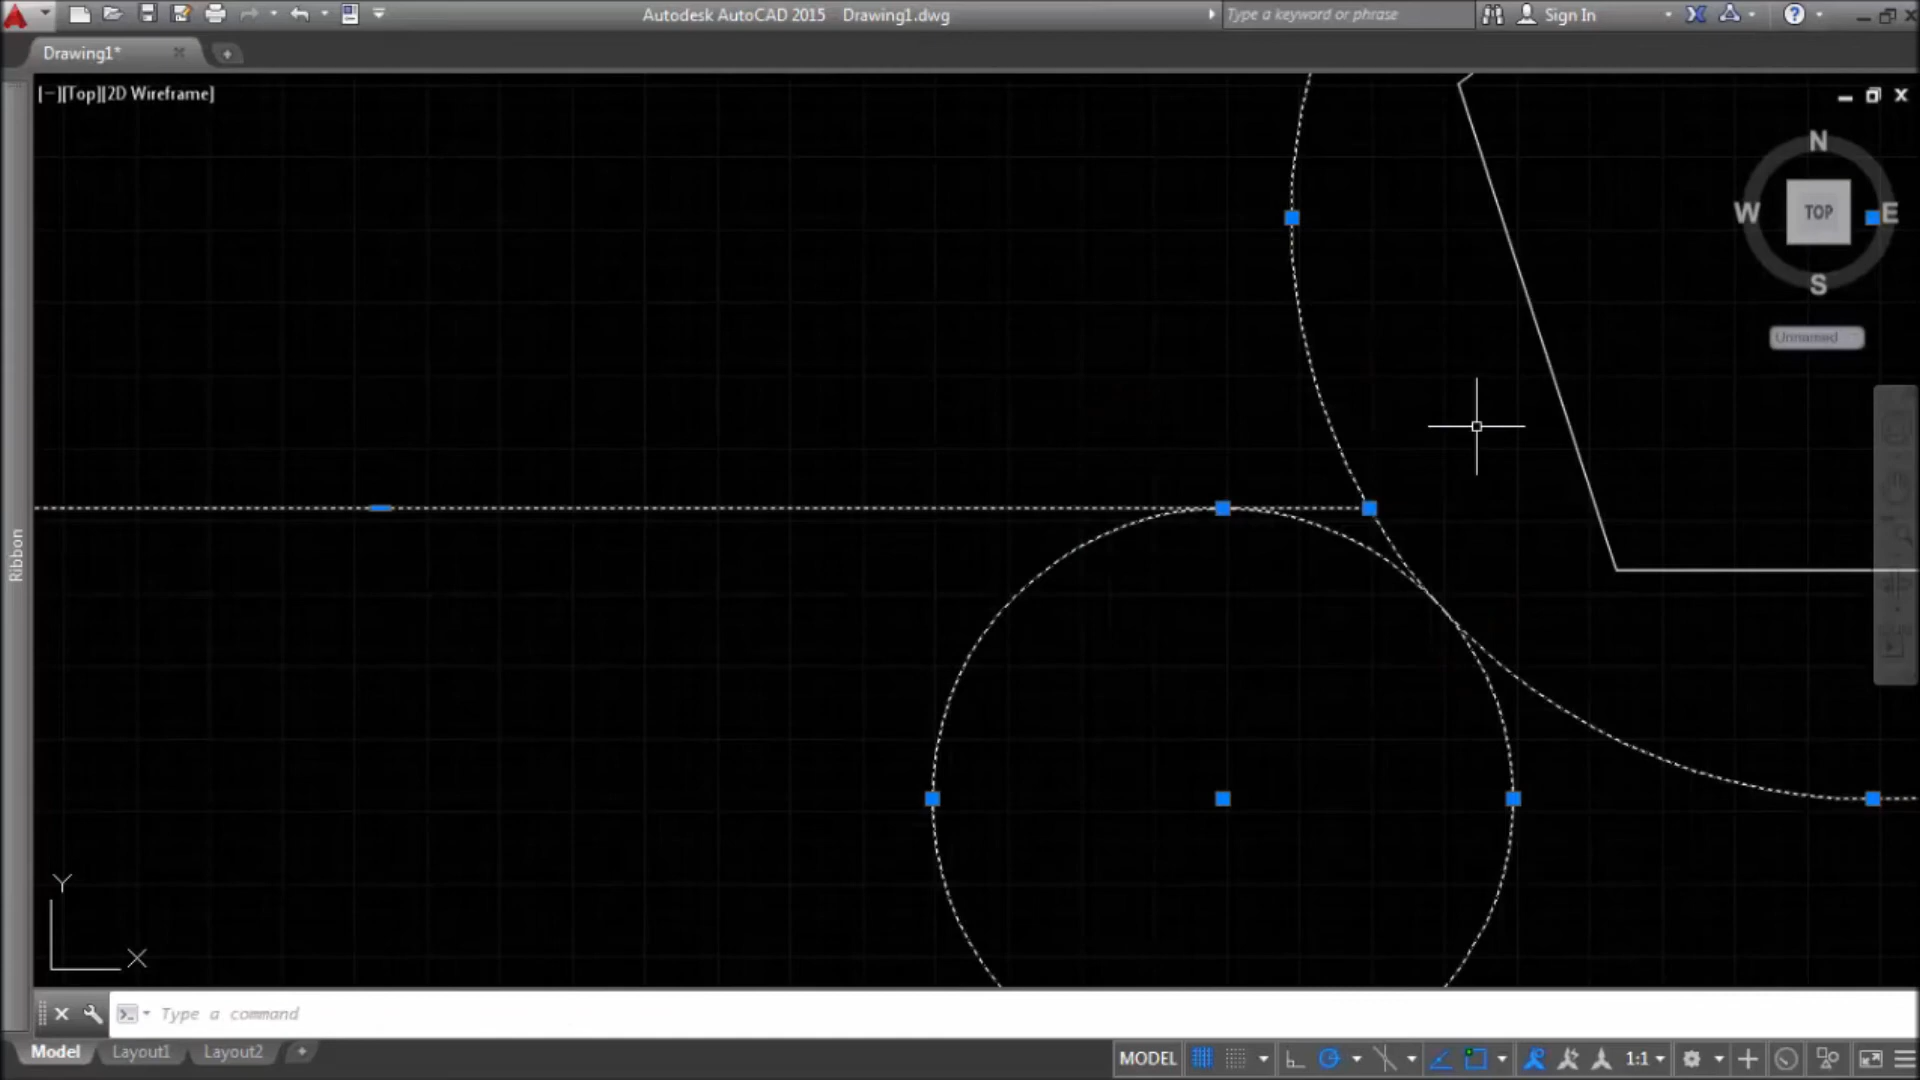 Autodesk AutoCAD 2015 Drawing1.dwg
Type a keyword or phrase
Sign In
Drawing1*
[−][Top][2D Wireframe]
N
W TOP E
S
Unnamed
Ribbon
Y
X
Type a command
Model Layout1 Layout2
MODEL 1:1